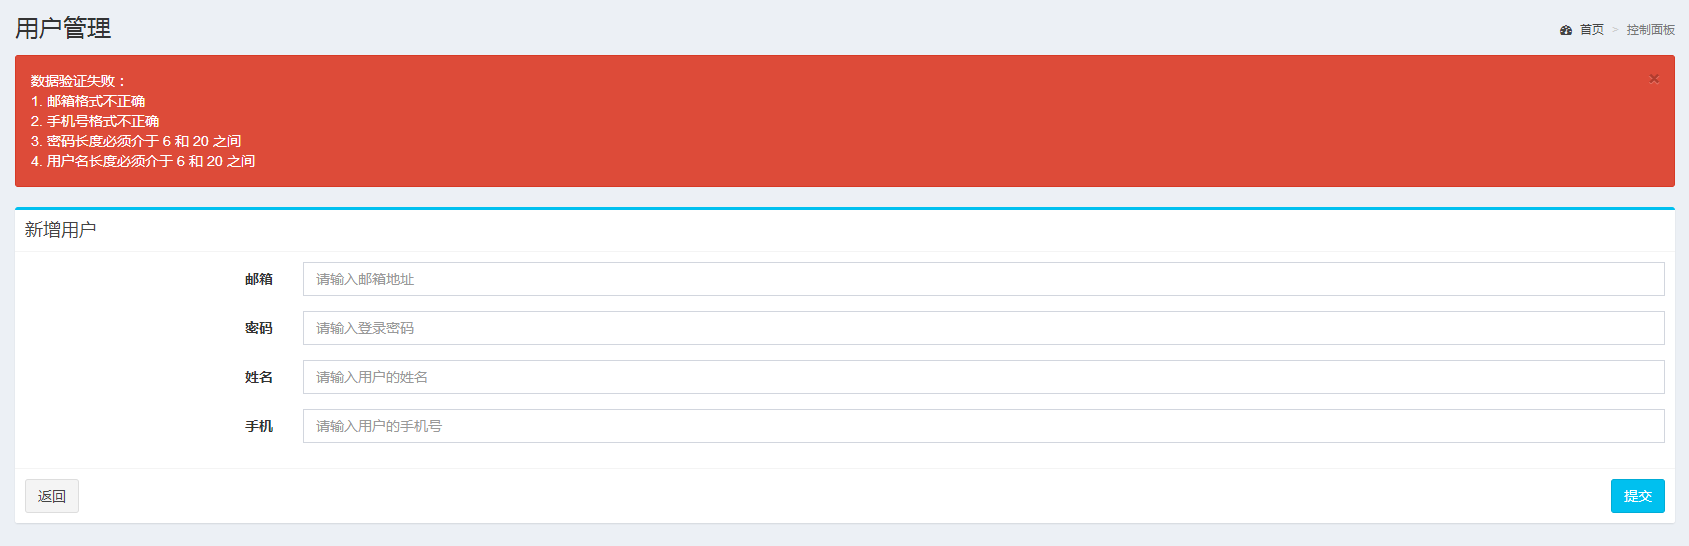 用户管理
首页 > 控制面板
数据验证失败：
×
1. 邮箱格式不正确
2. 手机号格式不正确
3. 密码长度必须介于 6 和 20 之间
4. 用户名长度必须介于 6 和 20 之间
新增用户
邮箱 请输入邮箱地址
密码 请输入登录密码
姓名 请输入用户的姓名
手机 请输入用户的手机号
返回 提交